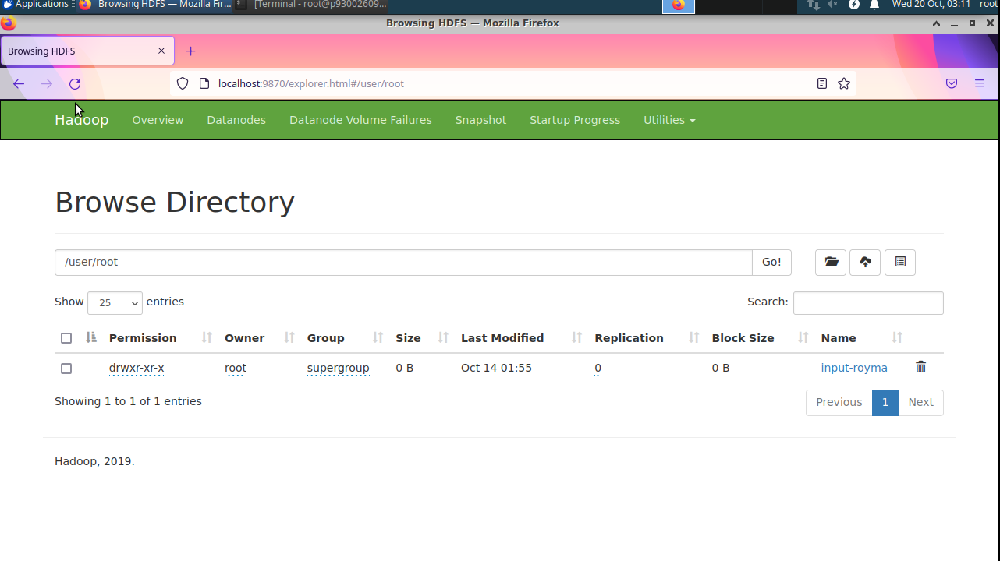 Applications Browsing HDFS — Mozilla Fir... [Terminal - root@p93002609... Wed 20 Oct, 03:11 root
Browsing HDFS — Mozilla Firefox
Browsing HDFS
localhost:9870/explorer.html#/user/root
Hadoop Overview Datanodes Datanode Volume Failures Snapshot Startup Progress Utilities
Browse Directory
/user/root Go!
Show 25 entries Search:
Permission Owner Group Size Last Modified Replication Block Size Name
drwxr-xr-x root supergroup 0 B Oct 14 01:55 0 0 B input-royma
Showing 1 to 1 of 1 entries Previous 1 Next
Hadoop, 2019.